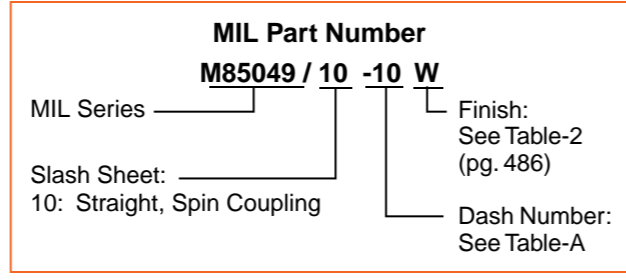 MIL Part Number
M85049 / 10 -10 W
MIL Series
Finish:
See Table-2
(pg. 486)
Slash Sheet:
10: Straight, Spin Coupling
Dash Number:
See Table-A